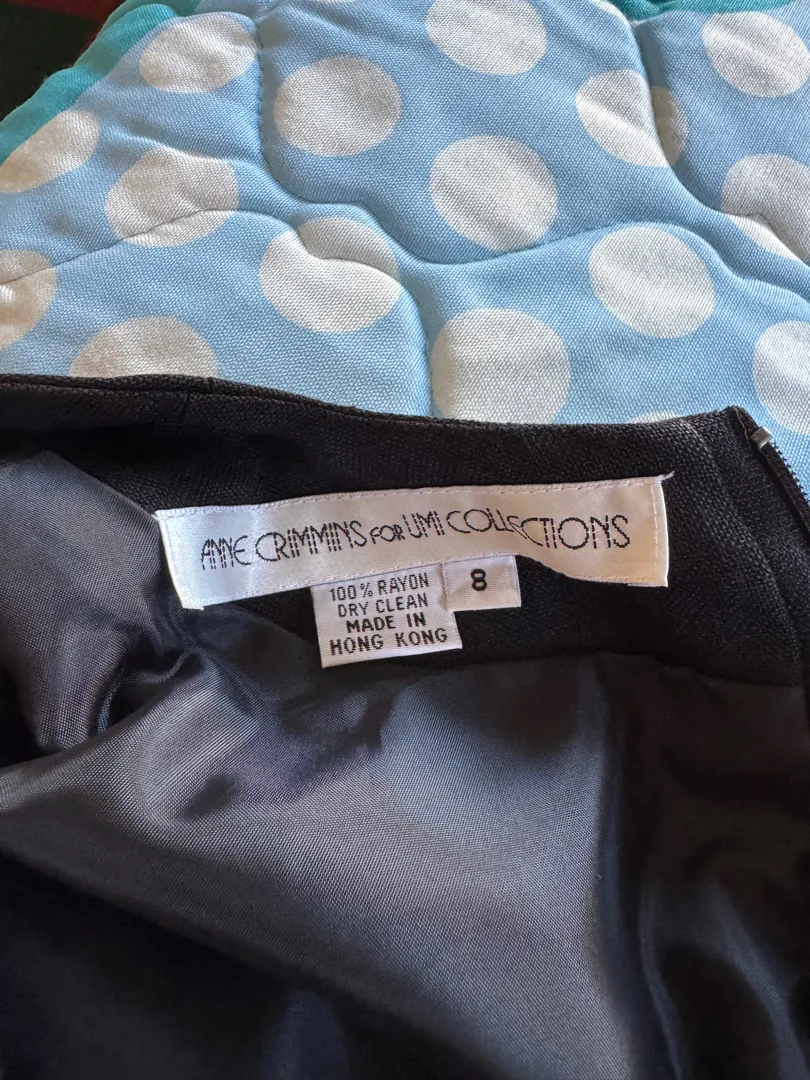 ANNE CRIMMINS FOR UMI COLLECTIONS
8
100% RAYON
DRY CLEAN
MADE IN
HONG KONG